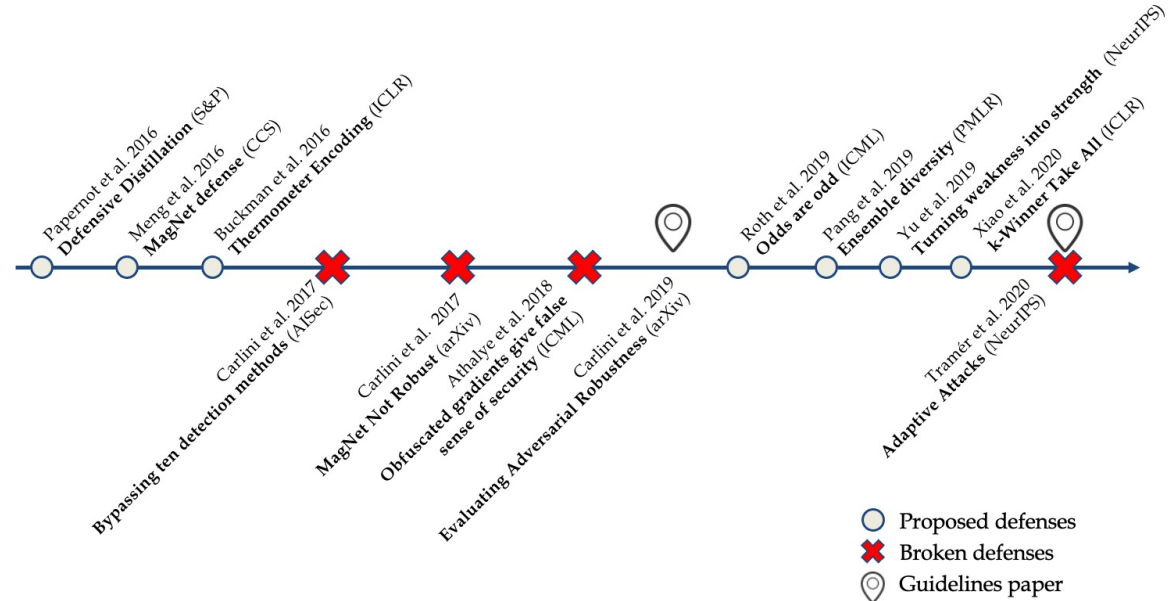 Papernot et al. 2016
Defensive Distillation (S&P)
Meng et al. 2016
MagNet defense (CCS)
Buckman et al. 2016
Thermometer Encoding (ICLR)
Carlini et al. 2017
Bypassing ten detection methods (AISec)
Carlini et al. 2017
MagNet Not Robust (arXiv)
Athalye et al. 2018
Obfuscated gradients give false
sense of security (ICML)
Carlini et al. 2019
Evaluating Adversarial Robustness (arXiv)
Roth et al. 2019
Odds are odd (ICML)
Pang et al. 2019
Ensemble diversity (PMLR)
Yu et al. 2019
Turning weakness into strength (NeurIPS)
Xiao et al. 2020
k-Winner Take All (ICLR)
Tramér et al. 2020
Adaptive Attacks (NeurIPS)
Proposed defenses
Broken defenses
Guidelines paper